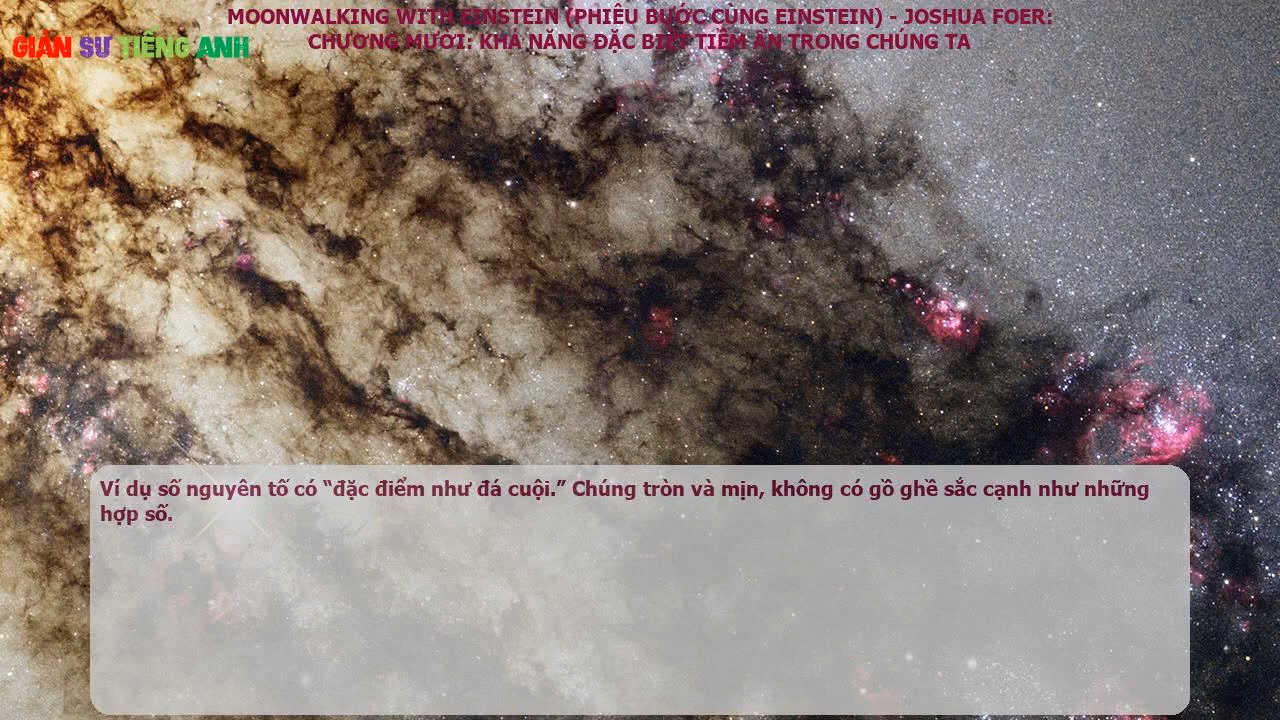 MOONWALKING WITH EINSTEIN (PHIÊU BƯỚC CÙNG EINSTEIN) - JOSHUA FOER:
CHƯƠNG MƯỜI: KHẢ NĂNG ĐẶC BIỆT TIỀM ẨN TRONG CHÚNG TA
GIÁN SƯ TIẾNG ANH
Ví dụ số nguyên tố có “đặc điểm như đá cuội.” Chúng tròn và mịn, không có gồ ghề sắc cạnh như những
hợp số.